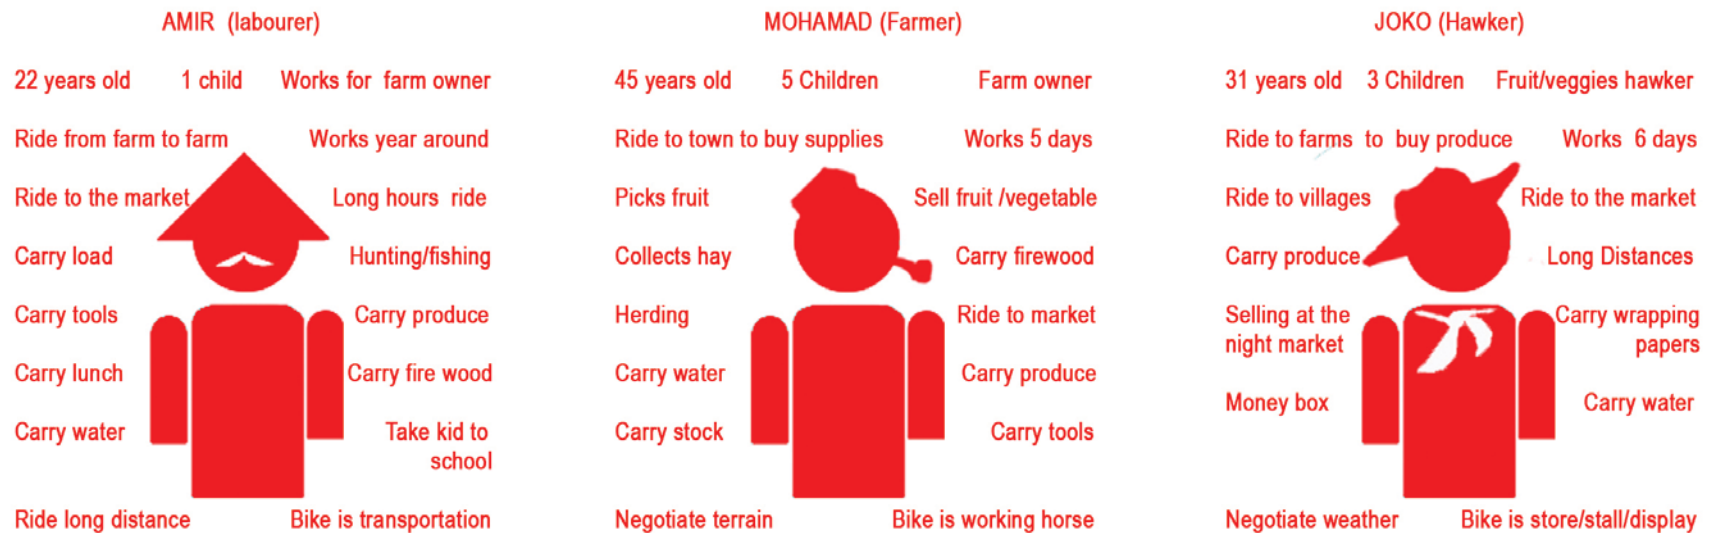 AMIR (labourer)
22 years old 1 child Works for farm owner
Ride from farm to farm Works year around
Ride to the market Long hours ride
Carry load Hunting/fishing
Carry tools Carry produce
Carry lunch Carry fire wood
Carry water Take kid to
school
Ride long distance Bike is transportation
MOHAMAD (Farmer)
45 years old 5 Children Farm owner
Ride to town to buy supplies Works 5 days
Picks fruit Sell fruit /vegetable
Collects hay Carry firewood
Herding Ride to market
Carry water Carry produce
Carry stock Carry tools
Negotiate terrain Bike is working horse
JOKO (Hawker)
31 years old 3 Children Fruit/veggies hawker
Ride to farms to buy produce Works 6 days
Ride to villages Ride to the market
Carry produce Long Distances
Selling at the Carry wrapping
night market papers
Money box Carry water
Negotiate weather Bike is store/stall/display